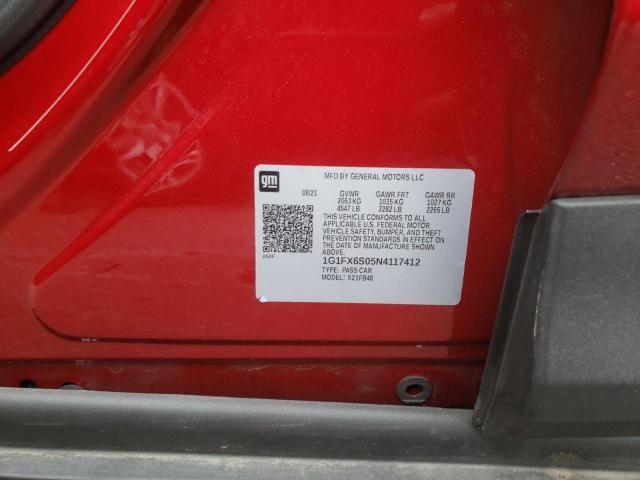 gm
MFD BY GENERAL MOTORS LLC
08/21 GVWR GAWR FRT GAWR RR
2063 KG 1035 KG 1027 KG
4547 LB 2282 LB 2265 LB
THIS VEHICLE CONFORMS TO ALL
APPLICABLE U.S. FEDERAL MOTOR
VEHICLE SAFETY, BUMPER, AND THEFT
PREVENTION STANDARDS IN EFFECT ON
THE DATE OF MANUFACTURE SHOWN
ABOVE.
1G1FX6S05N4117412
TYPE: PASS CAR
MODEL: 521FB48